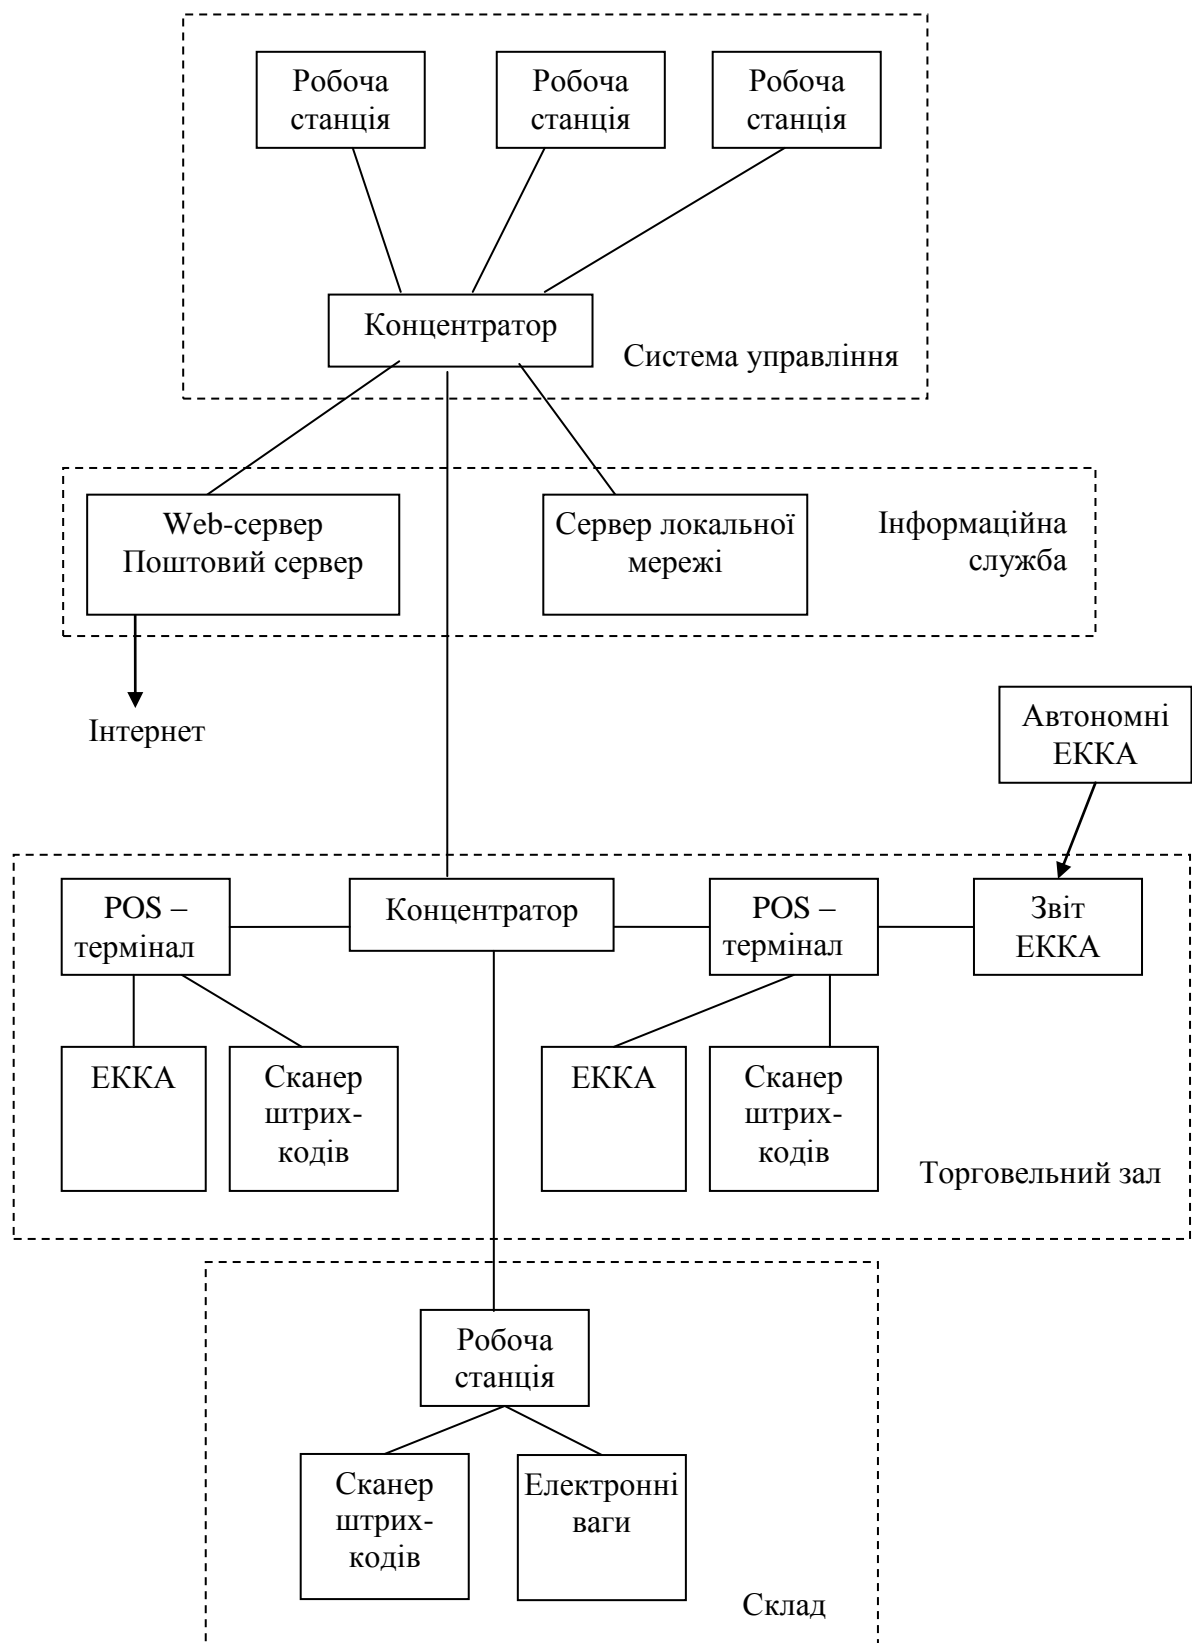 Робоча
станція
Робоча
станція
Робоча
станція
Концентратор
Система управління
Web-сервер
Поштовий сервер
Сервер локальної
мережі
Інформаційна
служба
Інтернет
Автономні
ЕККА
POS –
термінал
Концентратор
POS –
термінал
Звіт
ЕККА
ЕККА
Сканер
штрих-
кодів
ЕККА
Сканер
штрих-
кодів
Торговельний зал
Робоча
станція
Сканер
штрих-
кодів
Електронні
ваги
Склад